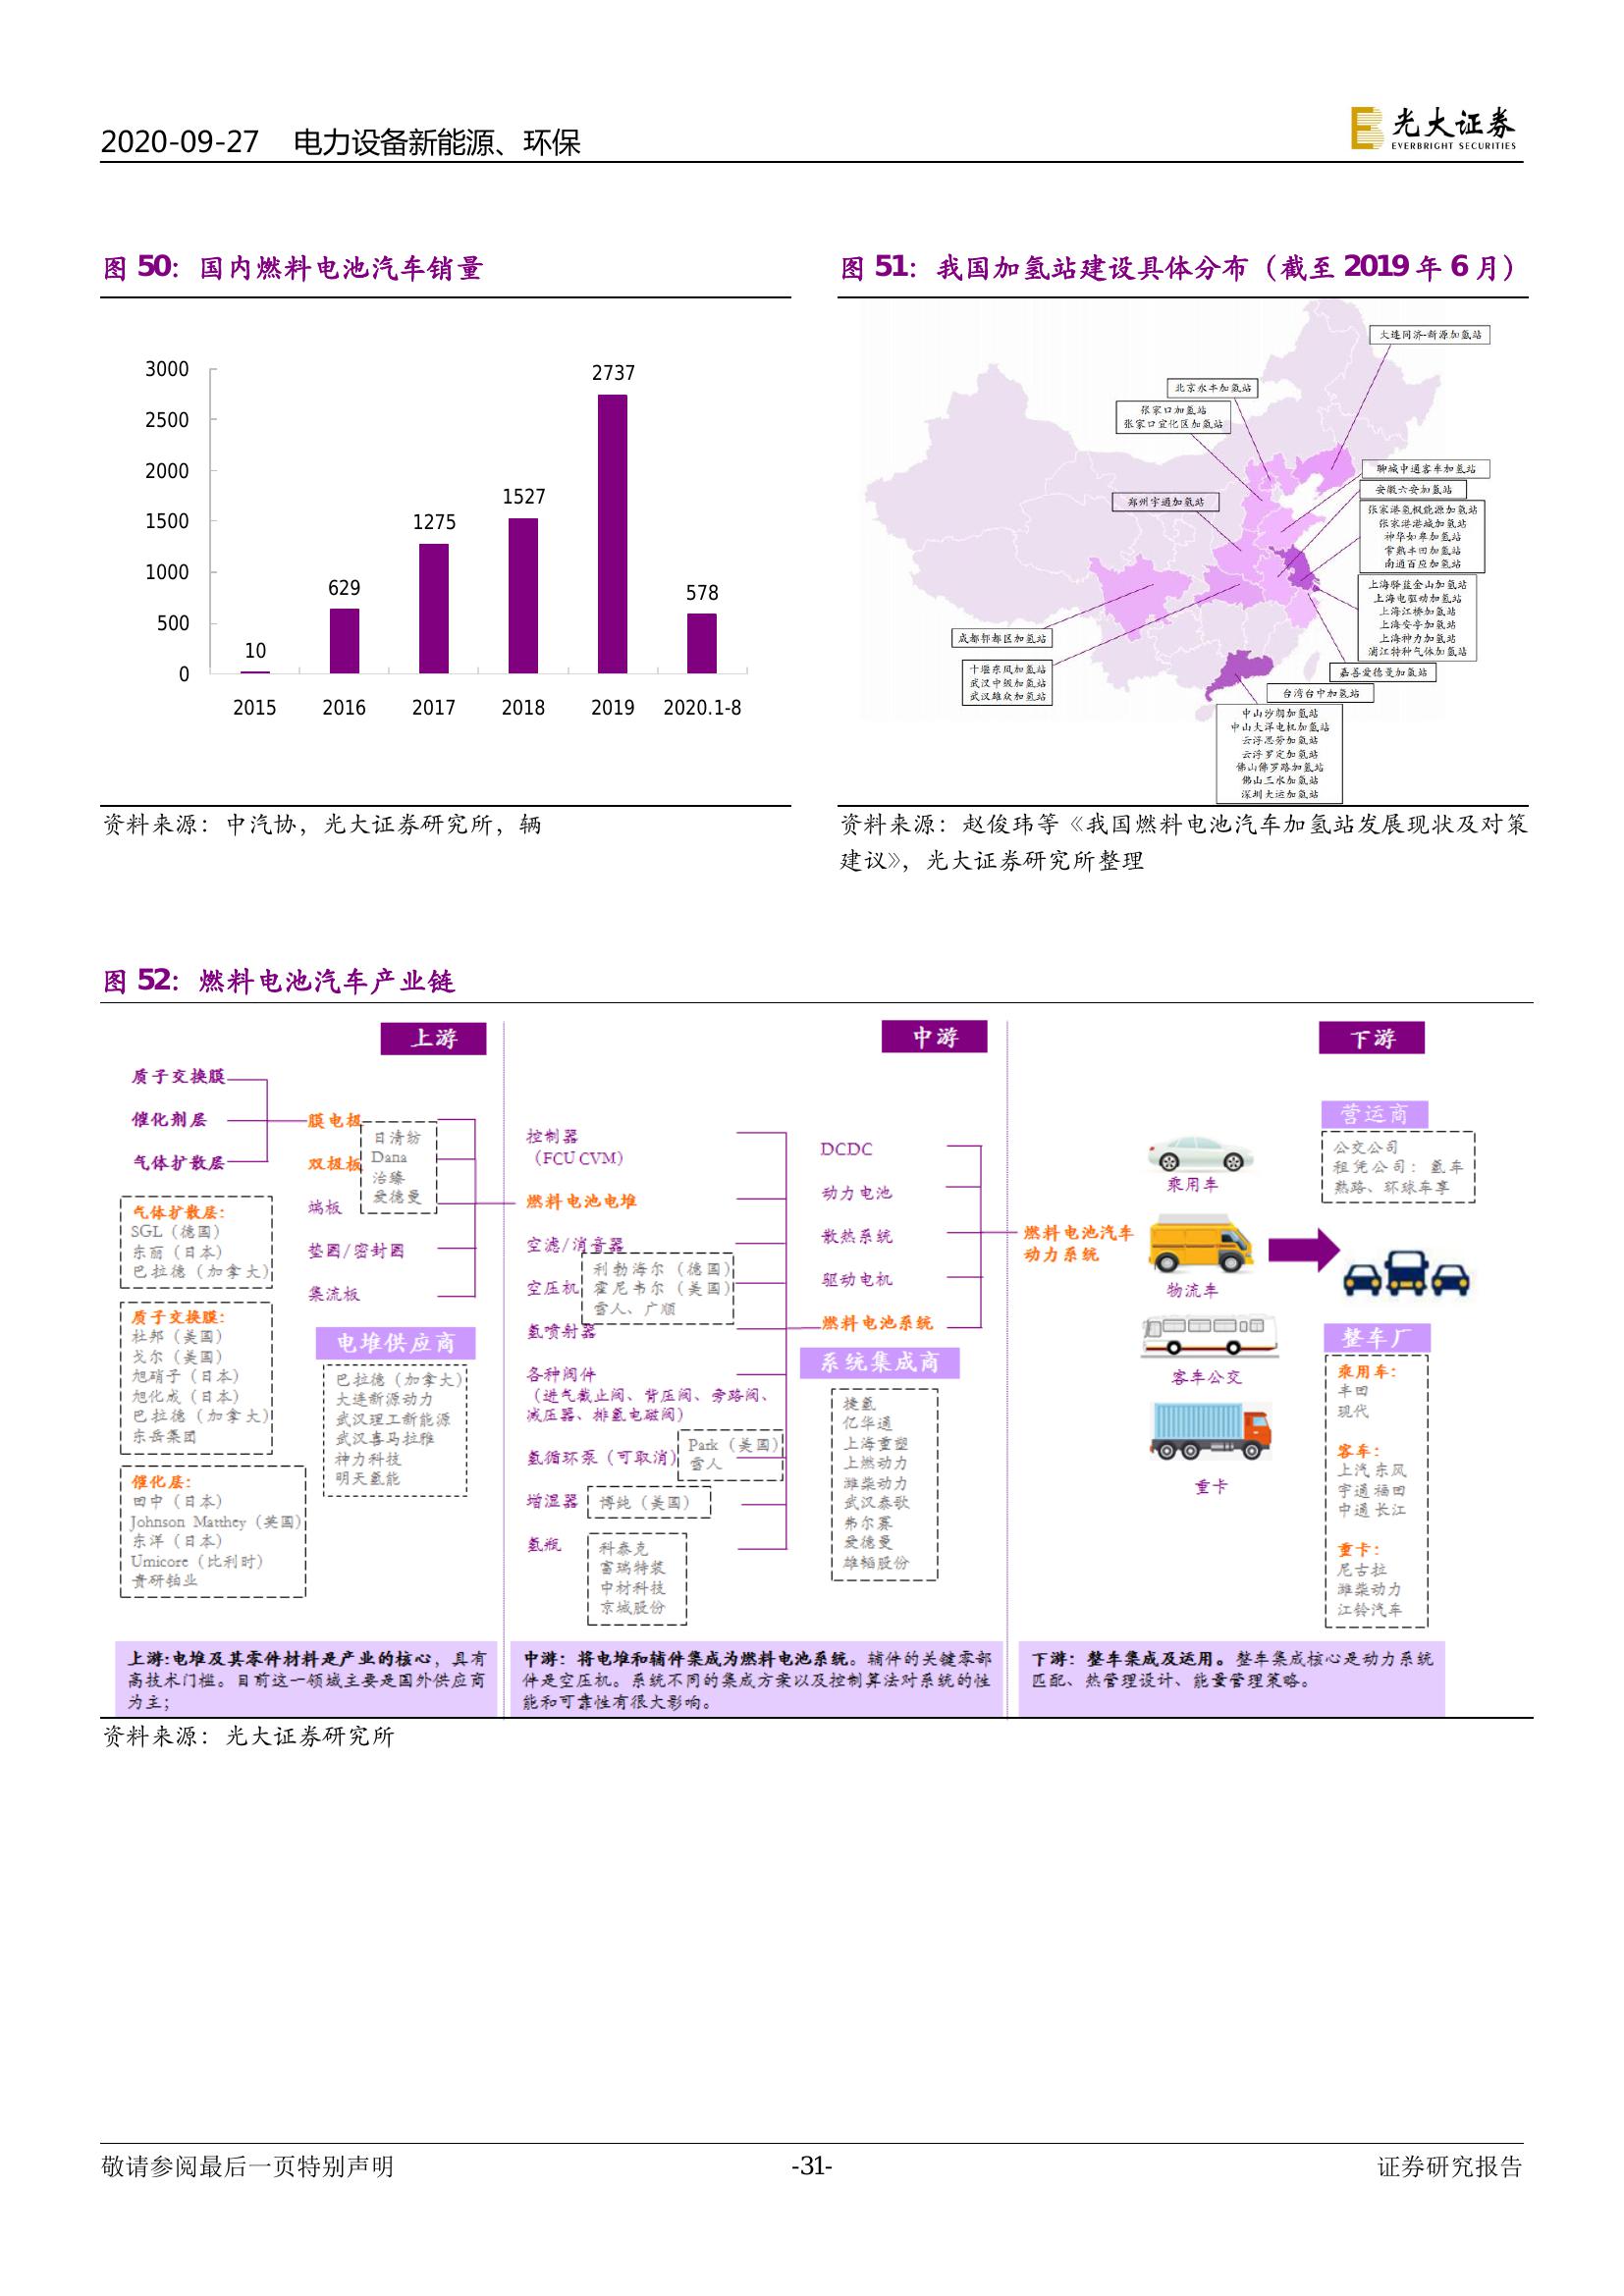 2020-09-27 电力设备新能源、环保
光大证券
EVERBRIGHT SECURITIES
图 50：国内燃料电池汽车销量
3000
2500
2000
1500
1000
500
0
10
629
1275
1527
2737
578
2015 2016 2017 2018 2019 2020.1-8
资料来源：中汽协，光大证券研究所，辆
图 51：我国加氢站建设具体分布（截至 2019 年 6 月）
大连同济-新源加氢站
北京永丰加氢站
张家口加氢站
张家口宣化区加氢站
聊城中通客车加氢站
安徽六安加氢站
郑州宇通加氢站
张家港氢枫能源加氢站
张家港港城加氢站
神华如皋加氢站
常熟丰田加氢站
南通百应加氢站
上海驿蓝金山加氢站
上海电驱动加氢站
上海江桥加氢站
上海安亭加氢站
上海神力加氢站
浦江特种气体加氢站
成都郫都区加氢站
十堰东风加氢站
武汉中极加氢站
武汉雄众加氢站
嘉善爱德曼加氢站
台湾台中加氢站
中山沙朗加氢站
中山大洋电机加氢站
云浮思劳加氢站
云浮罗定加氢站
佛山佛罗路加氢站
佛山三水加氢站
深圳大运加氢站
资料来源：赵俊玮等《我国燃料电池汽车加氢站发展现状及对策
建议》，光大证券研究所整理
图 52：燃料电池汽车产业链
上游
质子交换膜
催化剂层
气体扩散层
膜电极
双极板
端板
垫圈/密封圈
集流板
日清纺
Dana
治臻
爱德曼
气体扩散层：
SGL（德国）
东丽（日本）
巴拉德（加拿大）
质子交换膜：
杜邦（美国）
戈尔（美国）
旭硝子（日本）
旭化成（日本）
巴拉德（加拿大）
东岳集团
催化层：
田中（日本）
Johnson Matthey（英国）
东洋（日本）
Umicore（比利时）
贵研铂业
电堆供应商
巴拉德（加拿大）
大连新源动力
武汉理工新能源
武汉喜马拉雅
神力科技
明天氢能
中游
控制器
（FCU CVM）
燃料电池电堆
空滤/消音器
空压机
利勃海尔（德国）
霍尼韦尔（美国）
雪人、广顺
氢喷射器
各种阀件
（进气截止阀、背压阀、旁路阀、
减压器、排氢电磁阀）
氢循环泵（可取消）
Park（美国）
雪人
增湿器
博纯（美国）
氢瓶
科泰克
富瑞特装
中材科技
京城股份
DCDC
动力电池
散热系统
驱动电机
燃料电池系统
系统集成商
捷氢
亿华通
上海重塑
上燃动力
潍柴动力
武汉泰歌
弗尔赛
爱德曼
雄韬股份
下游
燃料电池汽车
动力系统
乘用车
物流车
客车公交
重卡
营运商
公交公司
租赁公司：氢车
熟路、环球车享
整车厂
乘用车：
丰田
现代
客车：
上汽 东风
宇通 福田
中通 长江
重卡：
尼古拉
潍柴动力
江铃汽车
上游:电堆及其零件材料是产业的核心，具有
高技术门槛。目前这一领域主要是国外供应商
为主；
中游：将电堆和辅件集成为燃料电池系统。辅件的关键零部
件是空压机。系统不同的集成方案以及控制算法对系统的性
能和可靠性有很大影响。
下游：整车集成及运用。整车集成核心是动力系统
匹配、热管理设计、能量管理策略。
资料来源：光大证券研究所
敬请参阅最后一页特别声明 -31- 证券研究报告